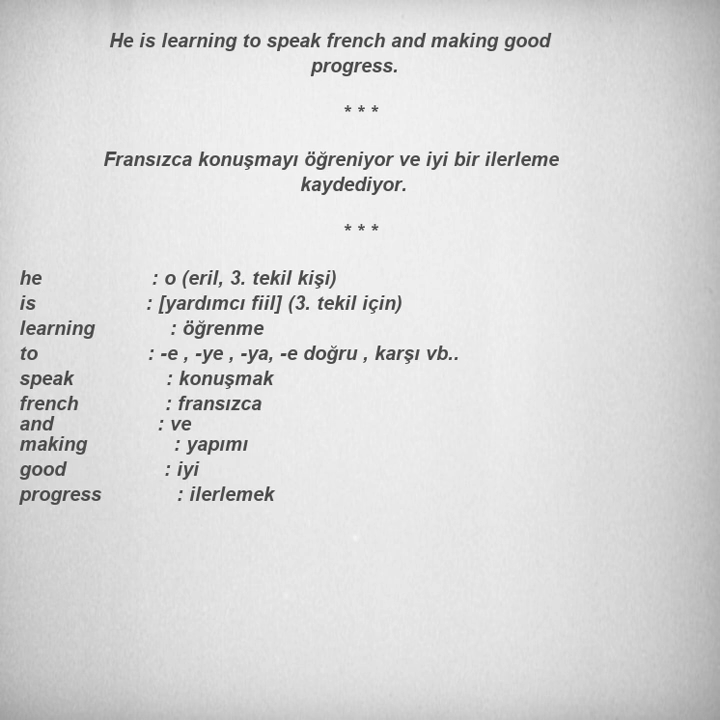 He is learning to speak french and making good
progress.
* * *
Fransızca konuşmayı öğreniyor ve iyi bir ilerleme
kaydediyor.
* * *
he : o (eril, 3. tekil kişi)
is : [yardımcı fiil] (3. tekil için)
learning : öğrenme
to : -e , -ye , -ya, -e doğru , karşı vb..
speak : konuşmak
french : fransızca
and : ve
making : yapımı
good : iyi
progress : ilerlemek